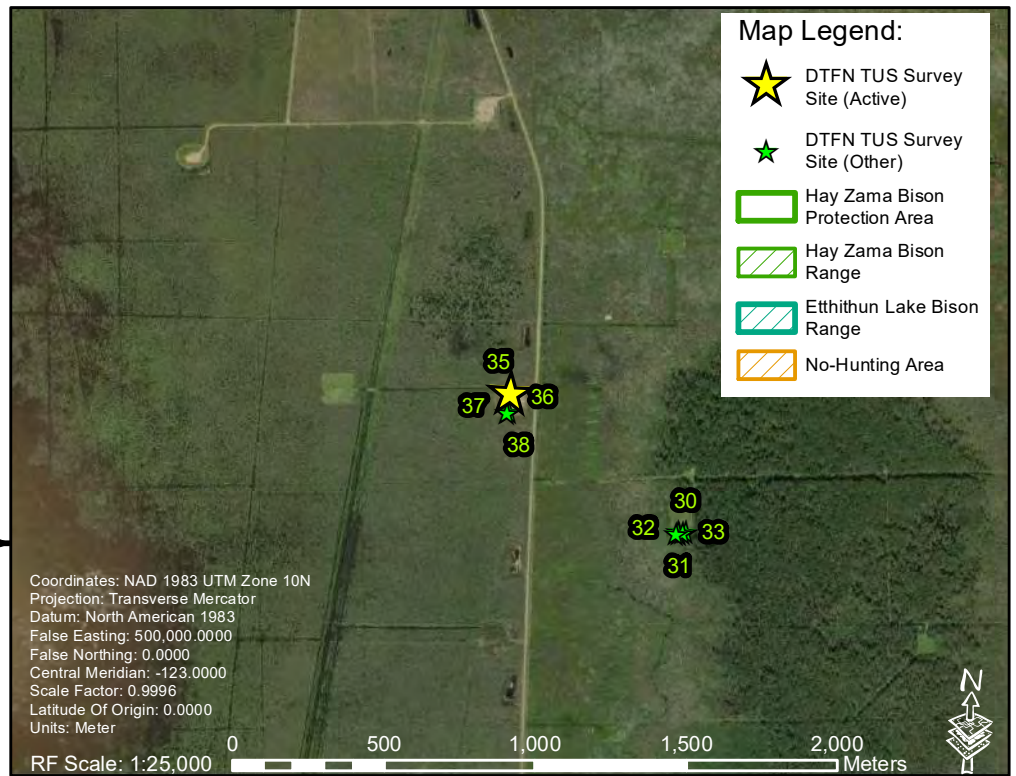 Map Legend:
DTFN TUS Survey
Site (Active)
DTFN TUS Survey
Site (Other)
Hay Zama Bison
Protection Area
Hay Zama Bison
Range
Etthithun Lake Bison
Range
No-Hunting Area
35
37
36
38
30
32
33
31
Coordinates: NAD 1983 UTM Zone 10N
Projection: Transverse Mercator
Datum: North American 1983
False Easting: 500,000.0000
False Northing: 0.0000
Central Meridian: -123.0000
Scale Factor: 0.9996
Latitude Of Origin: 0.0000
Units: Meter
RF Scale: 1:25,000
0 500 1,000 1,500 2,000
Meters
N